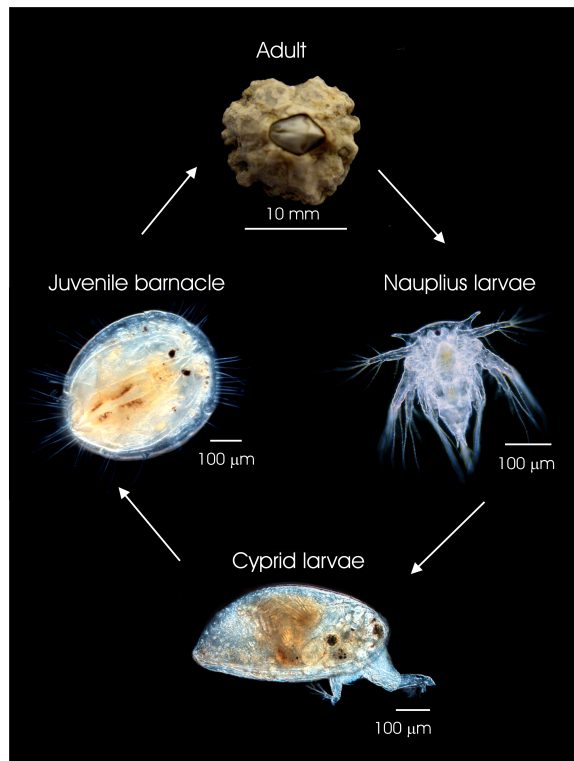 Adult
10 mm
Juvenile barnacle
Nauplius larvae
100 μm
100 μm
Cyprid larvae
100 μm